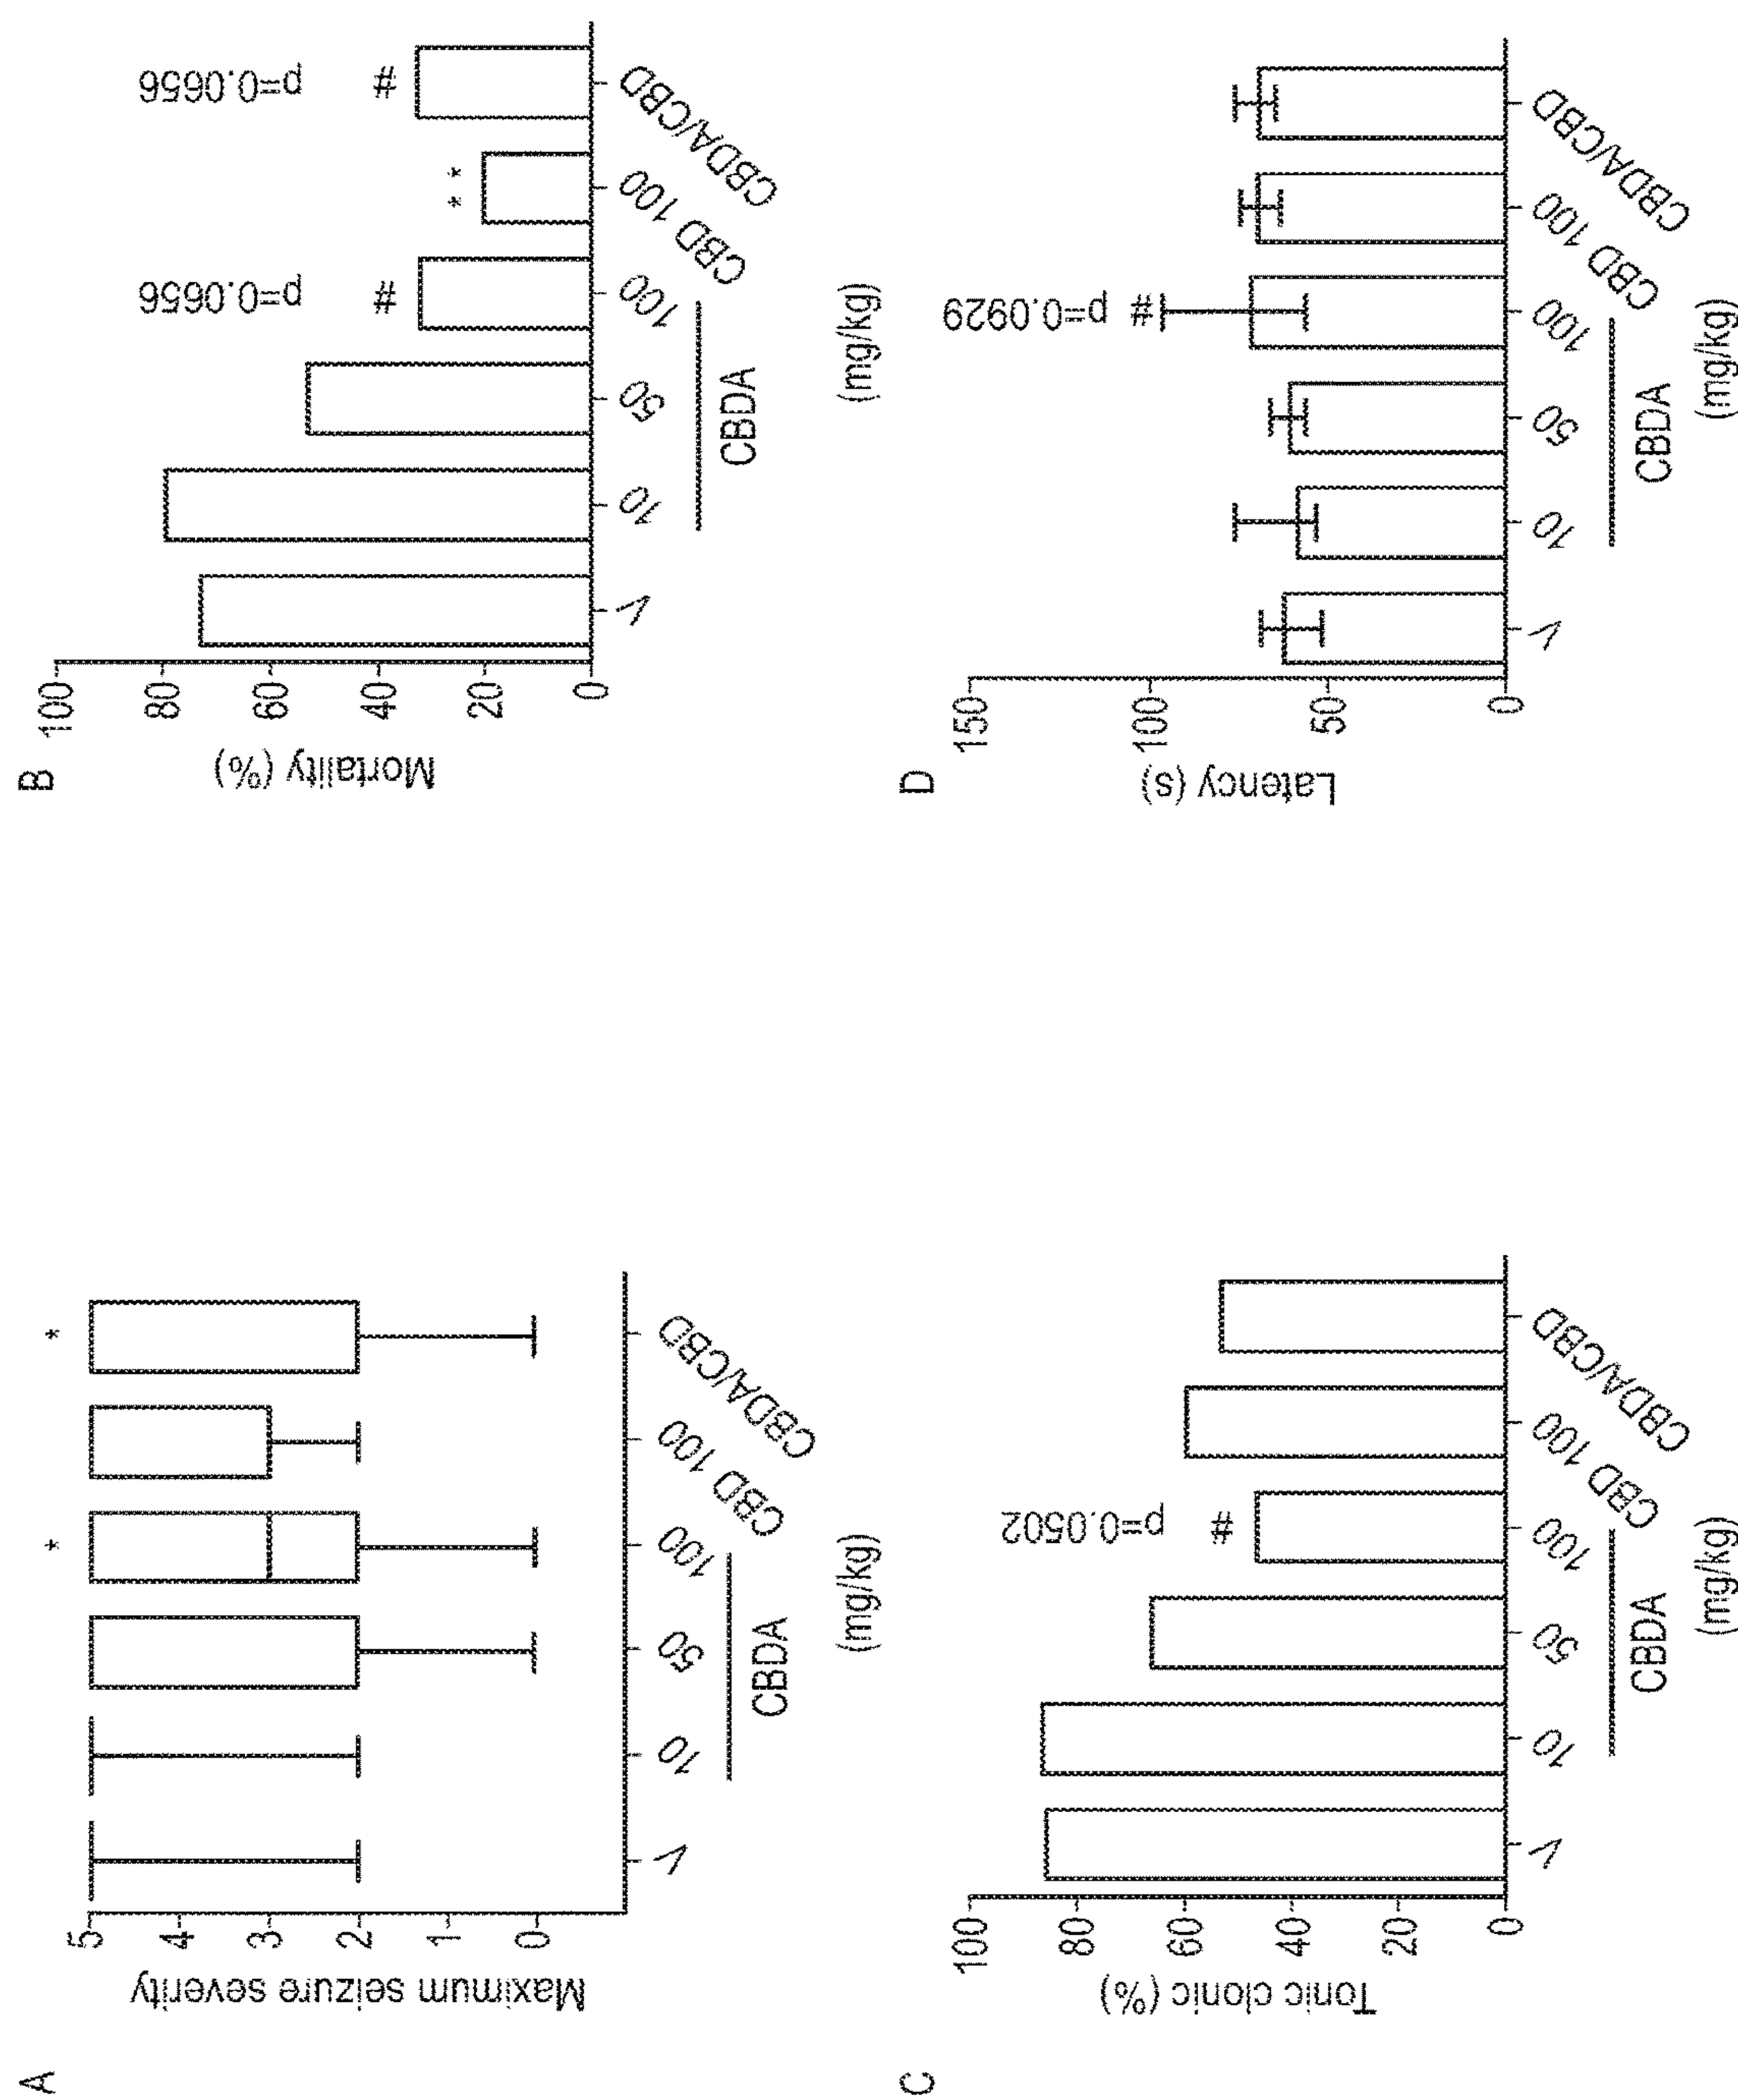 A
Maximum seizure severity
5
4
3
2
1
0
*
*
V
10
50
100
CBD 100
CBDA/CBD
CBDA
(mg/kg)
B
Mortality (%)
100
80
60
40
20
0
#
p=0.0656
* *
#
p=0.0656
V
10
50
100
CBD 100
CBDA/CBD
CBDA
(mg/kg)
C
Tonic clonic (%)
100
80
60
40
20
0
p=0.0502
#
V
10
50
100
CBD 100
CBDA/CBD
CBDA
(mg/kg)
D
Latency (s)
150
100
50
0
p=0.0929
#
V
10
50
100
CBD 100
CBDA/CBD
CBDA
(mg/kg)